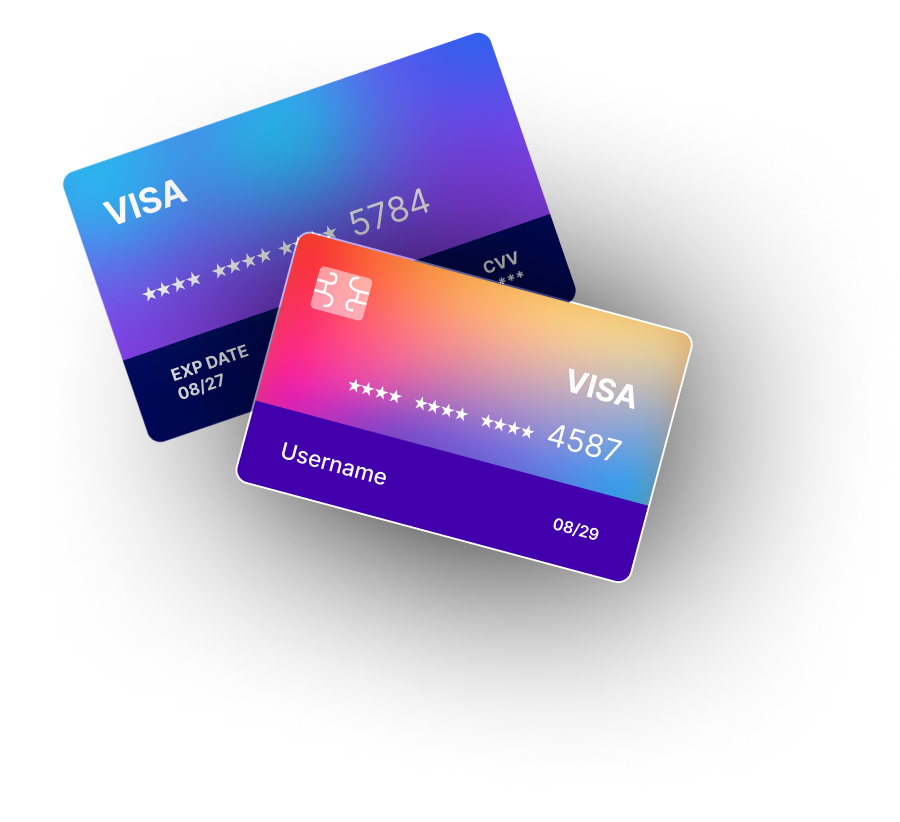 VISA
★★★★ ★★★★ ★★★★ 5784
EXP DATE
08/27
CVV
***
VISA
★★★★ ★★★★ ★★★★ 4587
Username
08/29